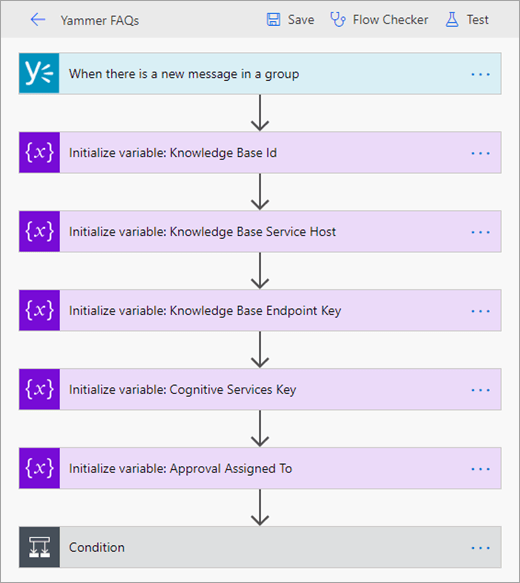 Yammer FAQs Save Flow Checker Test
When there is a new message in a group
{x} Initialize variable: Knowledge Base Id
{x} Initialize variable: Knowledge Base Service Host
{x} Initialize variable: Knowledge Base Endpoint Key
{x} Initialize variable: Cognitive Services Key
{x} Initialize variable: Approval Assigned To
Condition